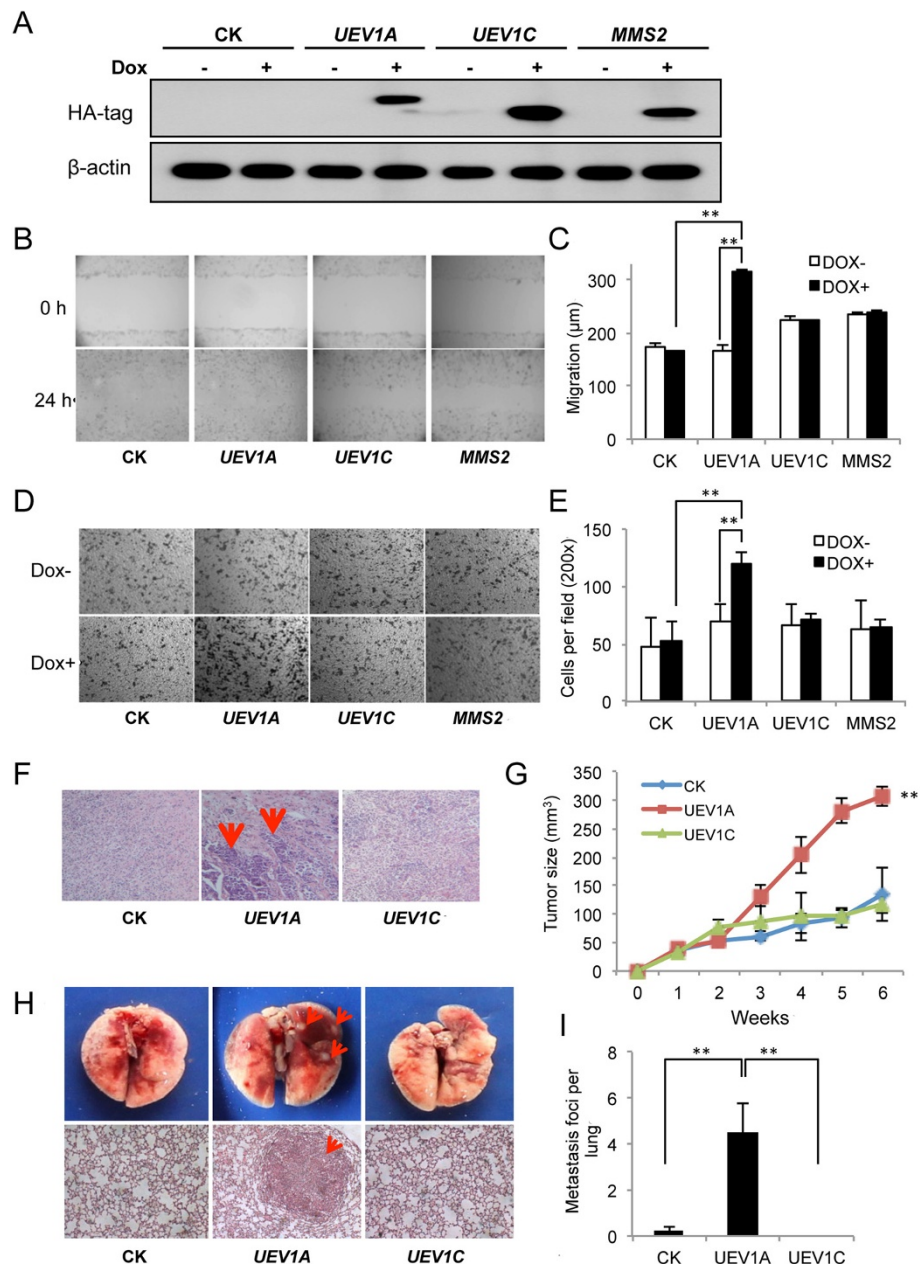 A
CK UEV1A UEV1C MMS2
Dox - + - + - + - +
HA-tag
β-actin
B
0 h
24 h
CK UEV1A UEV1C MMS2
C
**
**
DOX-
DOX+
Migration (µm)
300
200
100
0
CK UEV1A UEV1C MMS2
D
Dox-
Dox+
CK UEV1A UEV1C MMS2
E
**
**
DOX-
DOX+
Cells per field (200x)
150
100
50
0
CK UEV1A UEV1C MMS2
F
CK UEV1A UEV1C
G
CK
UEV1A
UEV1C
**
Tumor size (mm³)
350
300
250
200
150
100
50
0
0 1 2 3 4 5 6
Weeks
H
CK UEV1A UEV1C
I
** **
Metastasis foci per
lung
8
6
4
2
0
CK UEV1A UEV1C